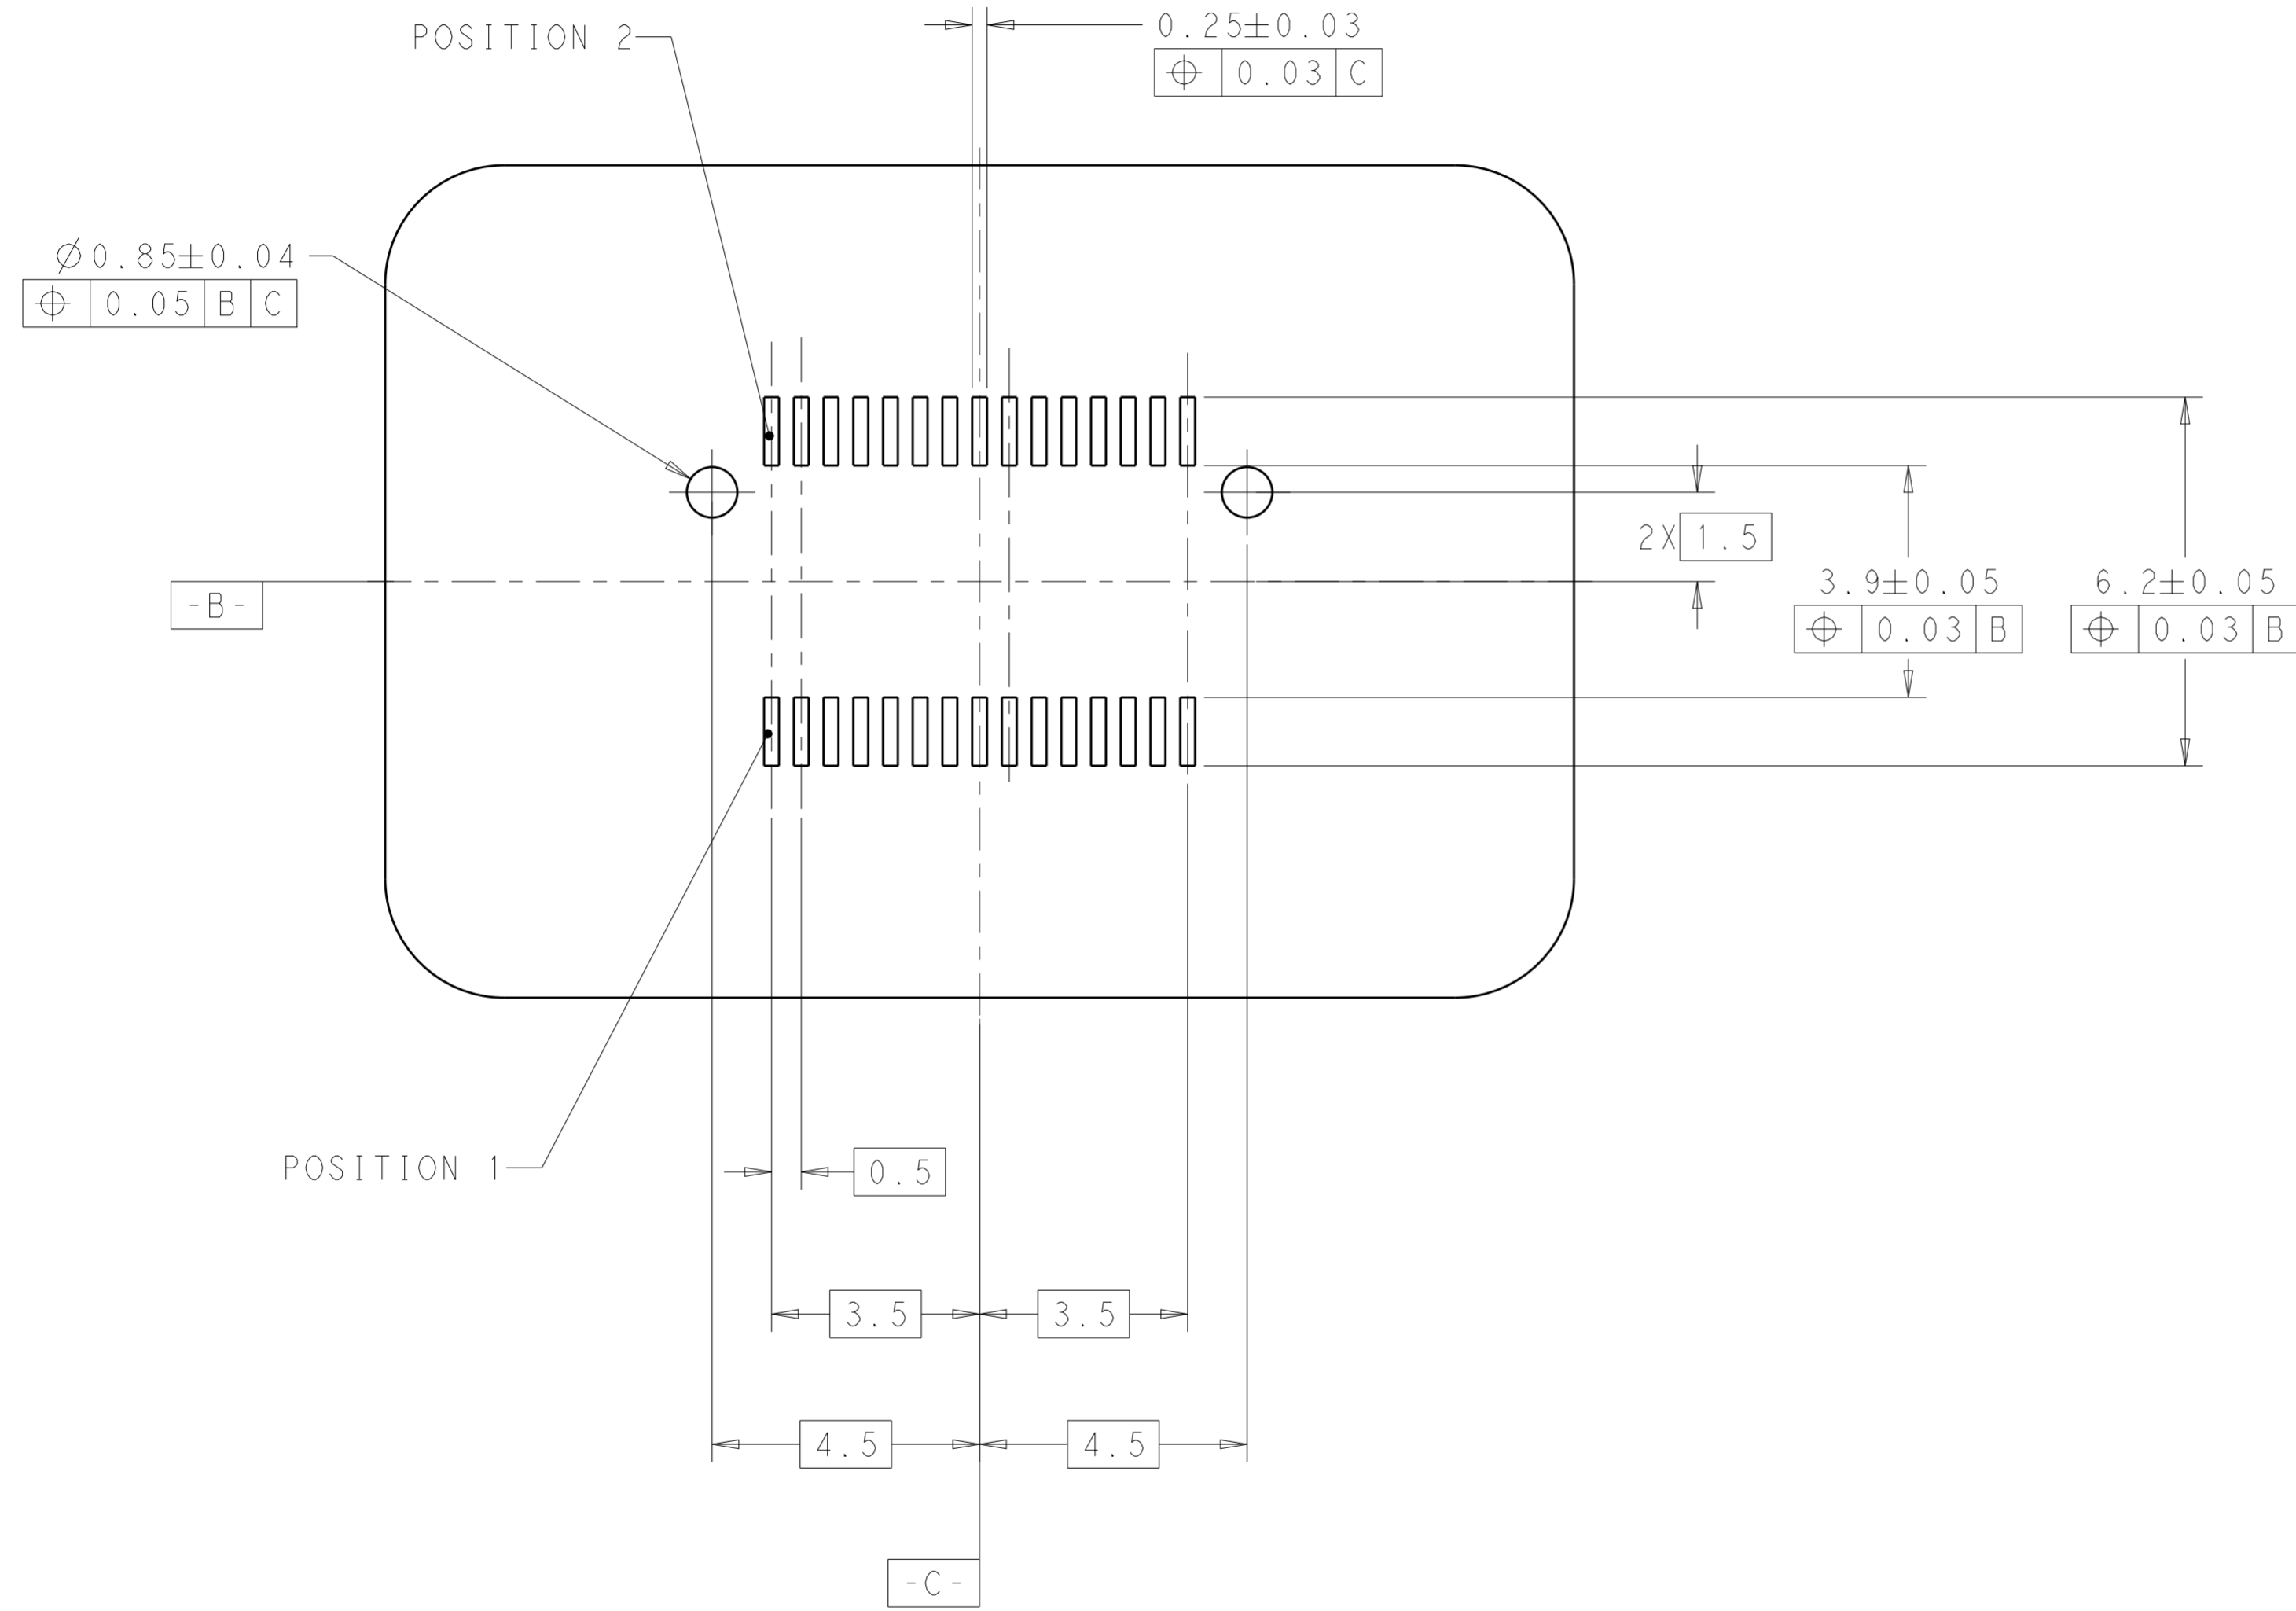 POSITION 2
0.25±0.03
⌖ 0.03 C
⌀0.85±0.04
⌖ 0.05 B C
2X 1.5
-B-
3.9±0.05
⌖ 0.03 B
6.2±0.05
⌖ 0.03 B
POSITION 1
0.5
3.5
3.5
4.5
4.5
-C-